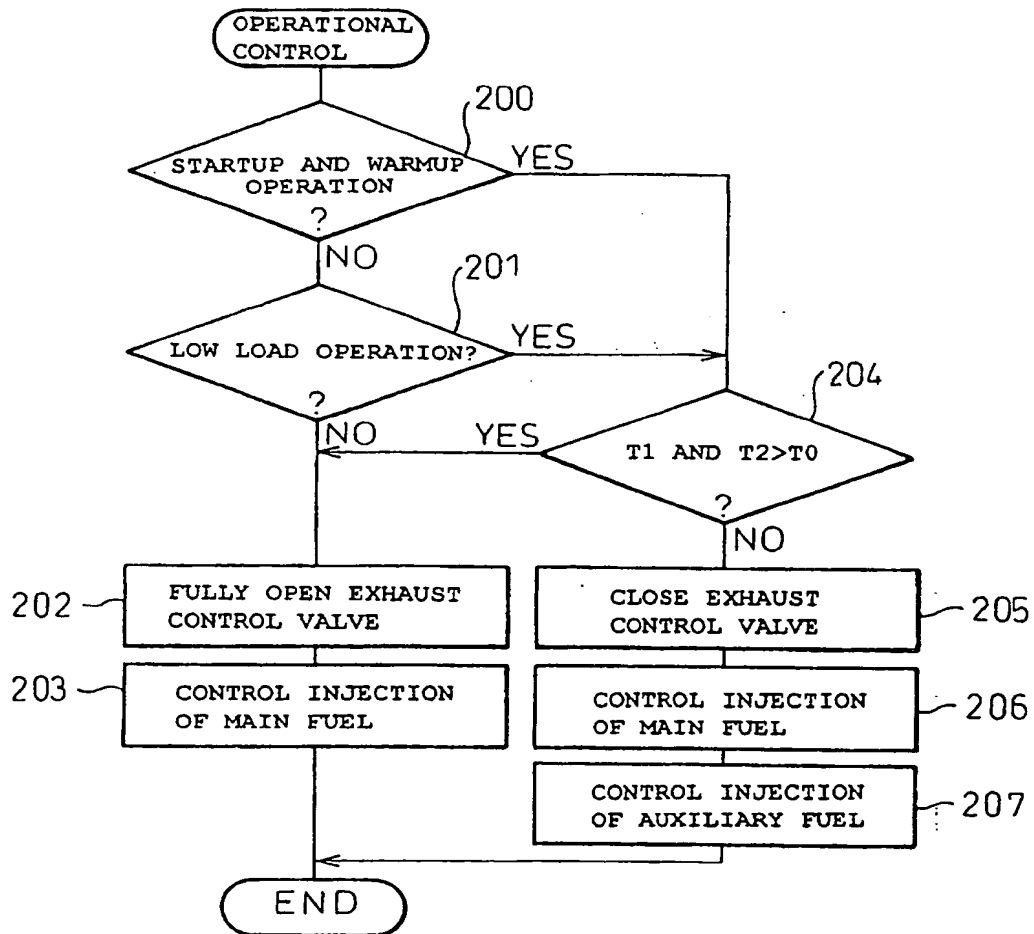 OPERATIONAL
CONTROL
200
STARTUP AND WARMUP
OPERATION
?
YES
NO
201
LOW LOAD OPERATION?
?
YES
NO
204
YES
T1 AND T2>T0
?
NO
202
FULLY OPEN EXHAUST
CONTROL VALVE
CLOSE EXHAUST
CONTROL VALVE
205
203
CONTROL INJECTION
OF MAIN FUEL
CONTROL INJECTION
OF MAIN FUEL
206
CONTROL INJECTION
OF AUXILIARY FUEL
207
END